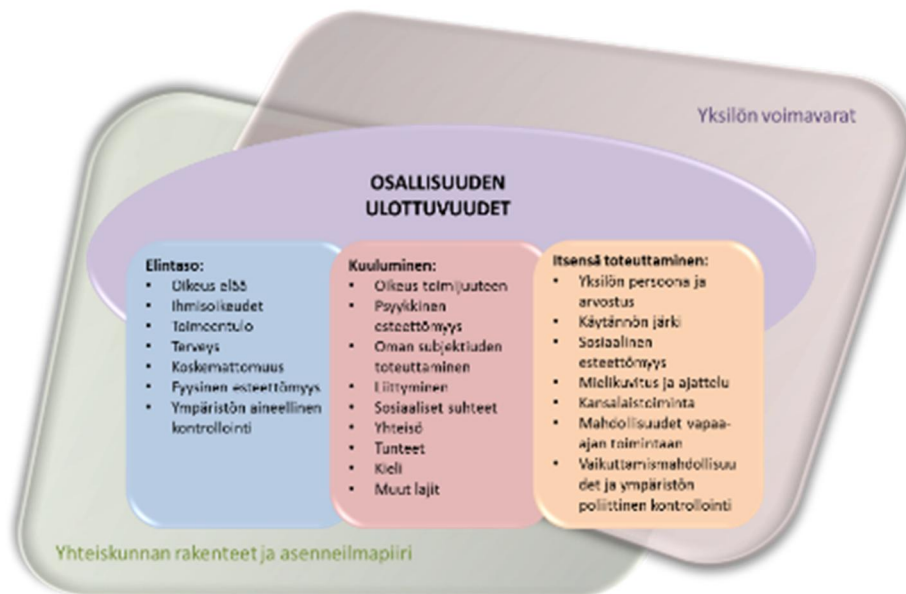 Yksilön voimavarat
OSALLISUUDEN
ULOTTUVUUDET
Elintaso:
• Oikeus elää
• Ihmisoikeudet
• Toimeentulo
• Terveys
• Koskemattomuus
• Fyysinen esteettömyys
• Ympäristön aineellinen
kontrollointi
Kuuluminen:
• Oikeus toimijuuteen
• Psyykkinen
esteettömyys
• Oman subjektiuden
toteuttaminen
• Liittyminen
• Sosiaaliset suhteet
• Yhteisö
• Tunteet
• Kieli
• Muut lajit
Itsensä toteuttaminen:
• Yksilön persoona ja
arvostus
• Käytännön järki
• Sosiaalinen
esteettömyys
• Mielikuvitus ja ajattelu
• Kansalaistoiminta
• Mahdollisuudet vapaa-
ajan toimintaan
• Vaikuttamismahdollisuu
det ja ympäristön
poliittinen kontrollointi
Yhteiskunnan rakenteet ja asenneilmapiiri